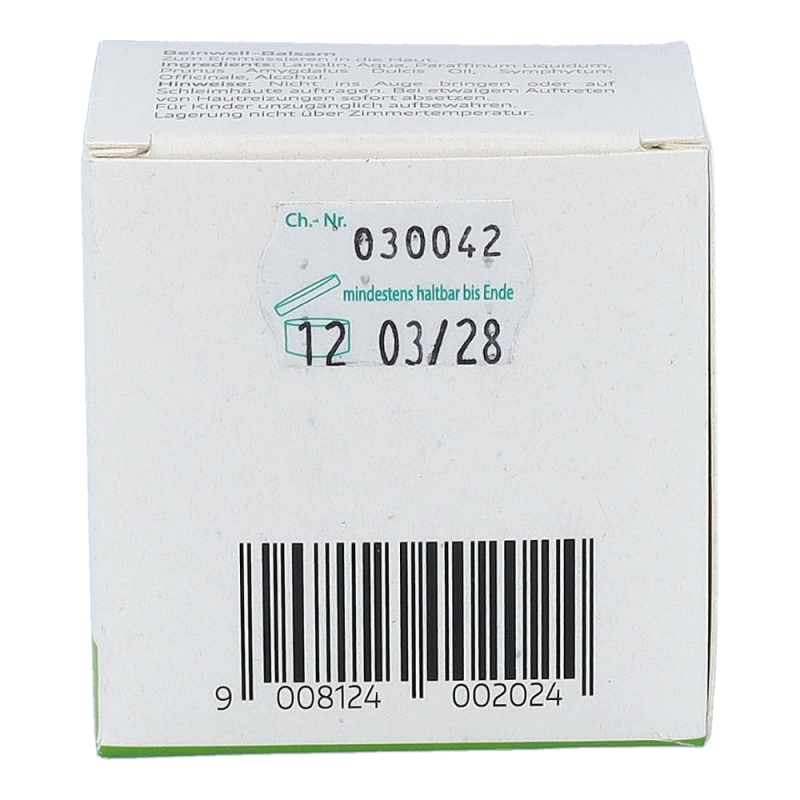 Beinwell-Balsam
Zum Einmassieren in die Haut.
Ingredients: Lanolin, Aqua, Paraffinum Liquidum,
Prunus Amygdalus Dulcis Oil, Symphytum
Officinale, Alcohol.
Hinweise: Nicht ins Auge bringen oder auf
Schleimhäute auftragen. Bei etwaigem Auftreten
von Hautreizungen sofort absetzen.
Für Kinder unzugänglich aufbewahren.
Lagerung nicht über Zimmertemperatur.
Ch.- Nr.
030042
mindestens haltbar bis Ende
12 03/28
9 008124 002024